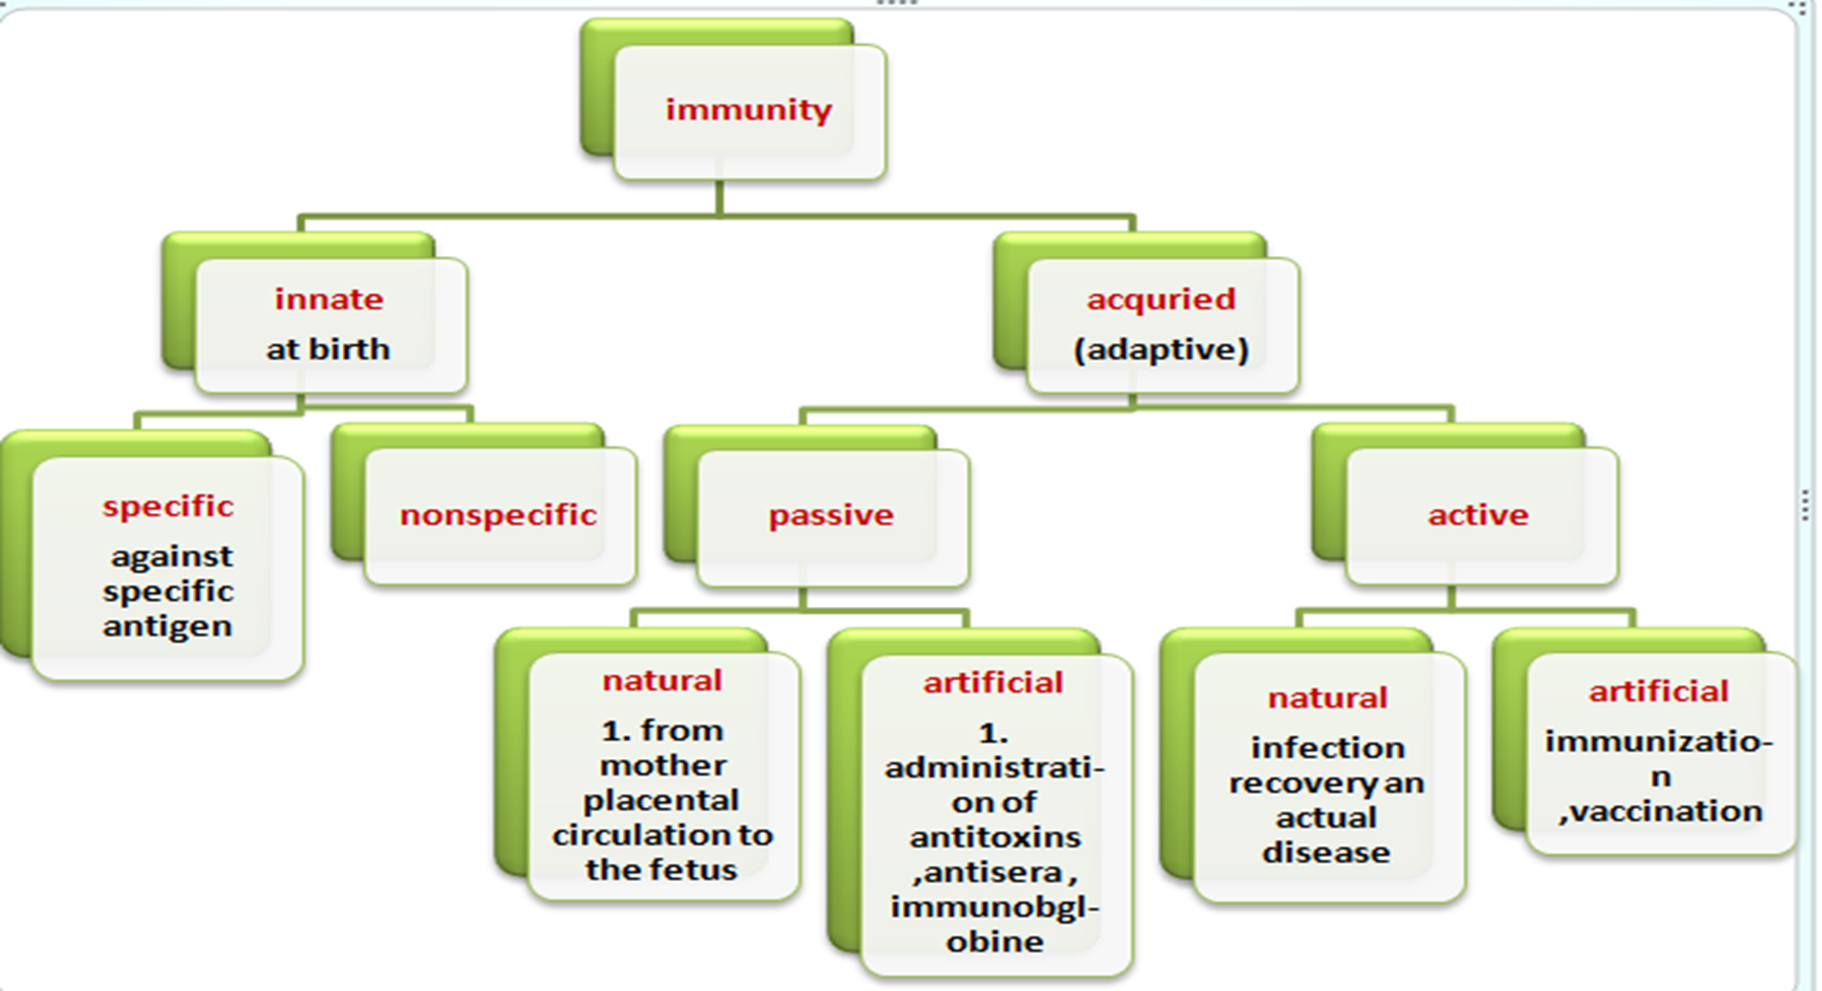 immunity
innate
at birth
acquried
(adaptive)
specific
against
specific
antigen
nonspecific
passive
active
natural
1. from
mother
placental
circulation to
the fetus
artificial
1.
administrati-
on of
antitoxins
,antisera ,
immunobgl-
obine
natural
infection
recovery an
actual
disease
artificial
immunizatio-
n
,vaccination